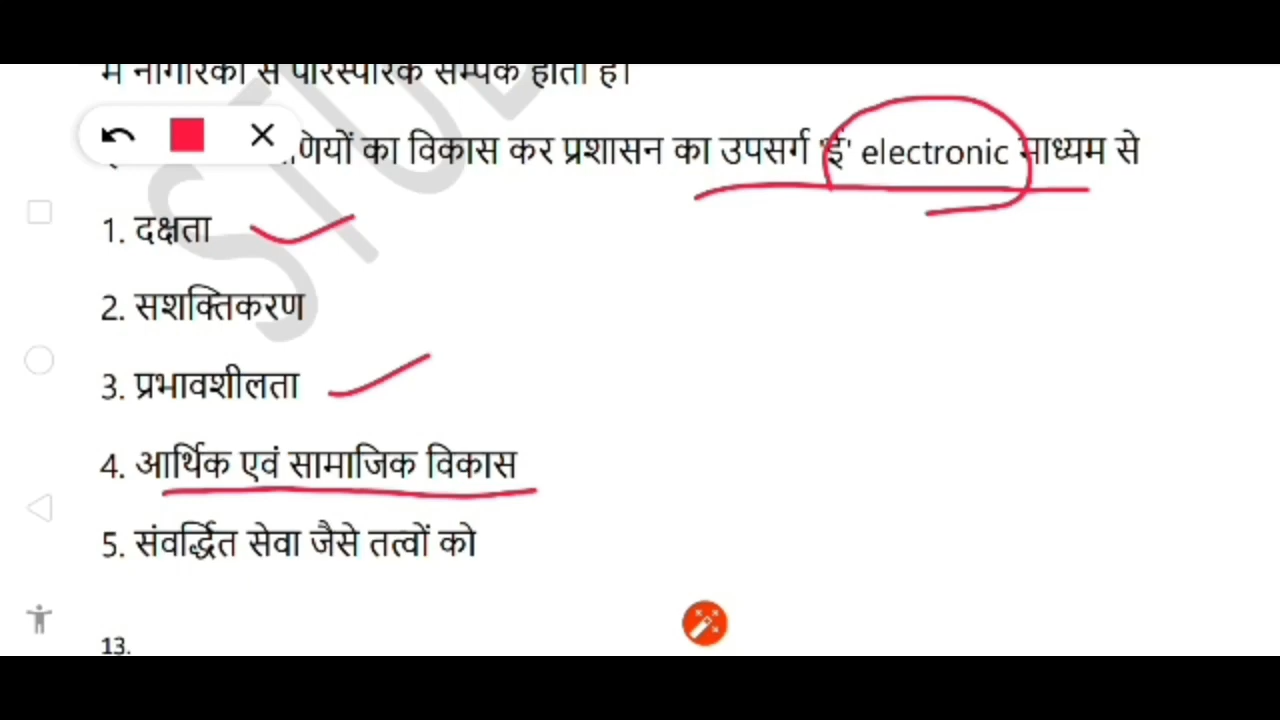 में नागरिकों से पारस्परिक सम्पर्क होता है।
का विकास कर प्रशासन का उपसर्ग 'ई' electronic माध्यम से
1. दक्षता
2. सशक्तिकरण
3. प्रभावशीलता
4. आर्थिक एवं सामाजिक विकास
5. संवर्द्धित सेवा जैसे तत्वों को
13.